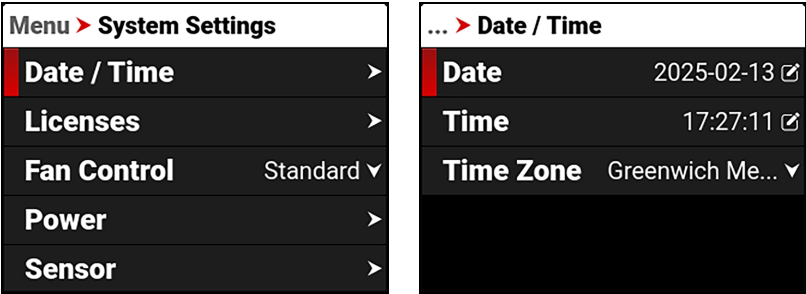 Menu > System Settings
Date / Time
Licenses
Fan Control Standard
Power
Sensor
... > Date / Time
Date 2025-02-13
Time 17:27:11
Time Zone Greenwich Me...